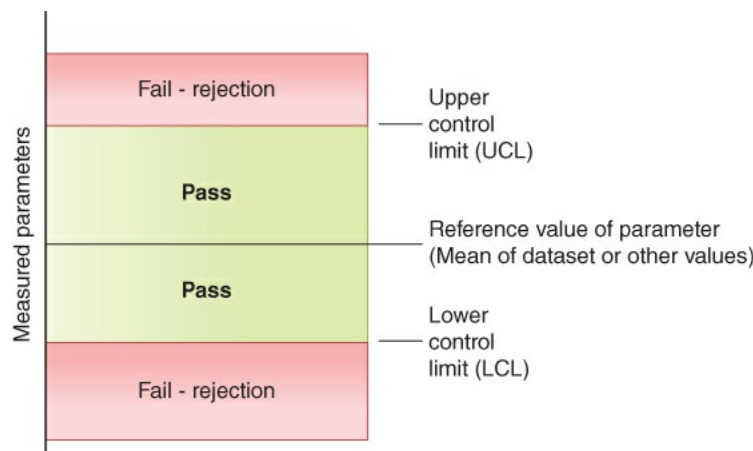 Measured parameters
Fail - rejection
Upper
control
limit (UCL)
Pass
Reference value of parameter
(Mean of dataset or other values)
Pass
Lower
control
limit (LCL)
Fail - rejection